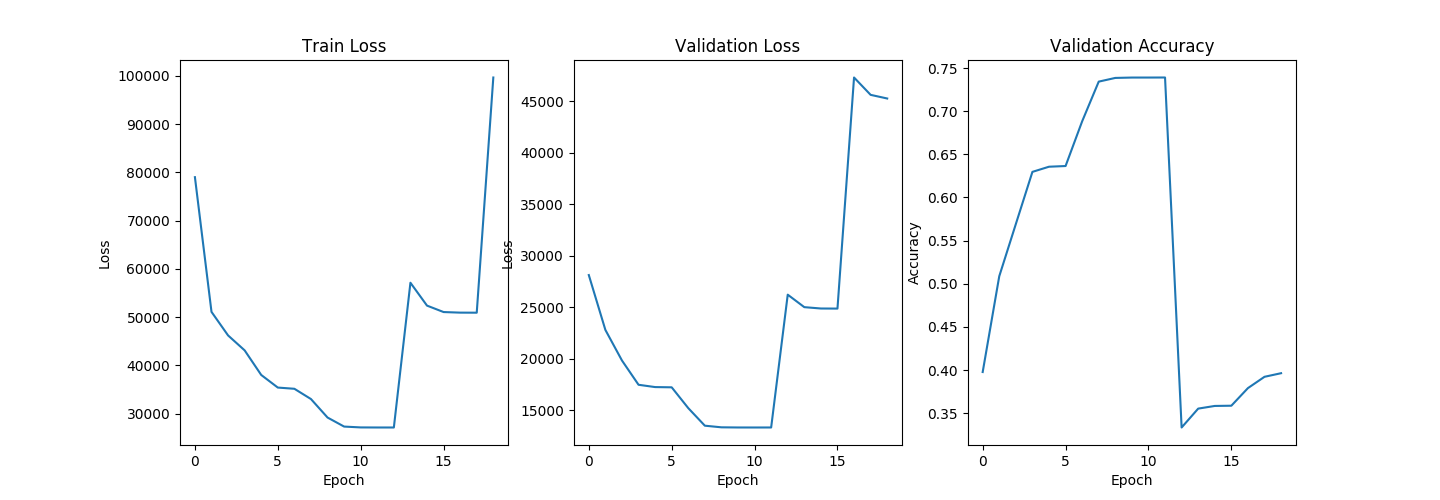 Train Loss
Validation Loss
Validation Accuracy
100000
90000
80000
70000
60000
50000
40000
30000
Loss
0 5 10 15
Epoch
45000
40000
35000
30000
25000
20000
15000
Loss
0 5 10 15
Epoch
0.75
0.70
0.65
0.60
0.55
0.50
0.45
0.40
0.35
Accuracy
0 5 10 15
Epoch